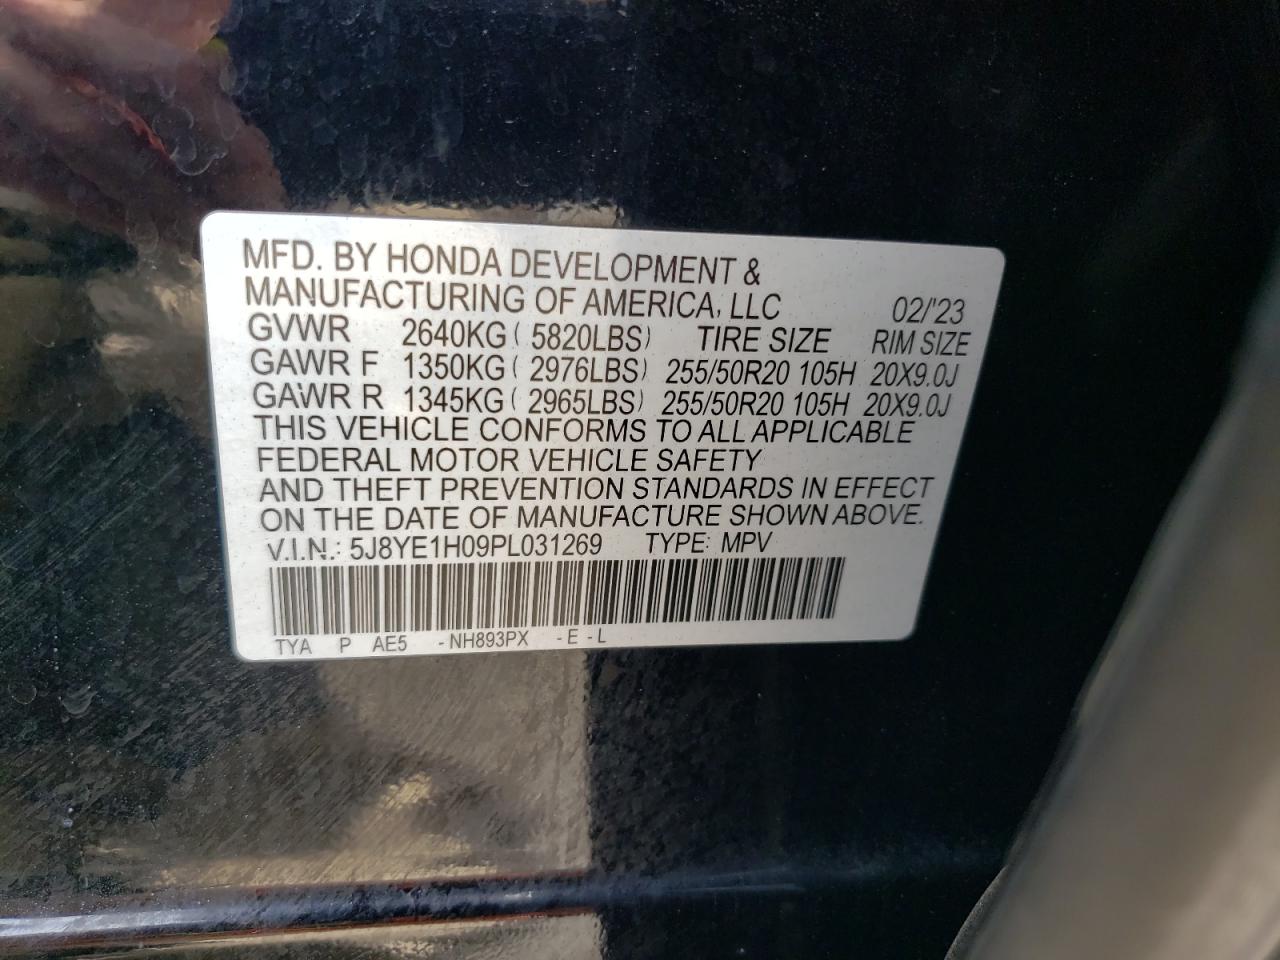 MFD. BY HONDA DEVELOPMENT &
MANUFACTURING OF AMERICA, LLC 02/'23
GVWR 2640KG ( 5820LBS) TIRE SIZE RIM SIZE
GAWR F 1350KG ( 2976LBS) 255/50R20 105H 20X9.0J
GAWR R 1345KG ( 2965LBS) 255/50R20 105H 20X9.0J
THIS VEHICLE CONFORMS TO ALL APPLICABLE
FEDERAL MOTOR VEHICLE SAFETY
AND THEFT PREVENTION STANDARDS IN EFFECT
ON THE DATE OF MANUFACTURE SHOWN ABOVE.
V.I.N.: 5J8YE1H09PL031269 TYPE: MPV
TYA P AE5 -NH893PX -E-L